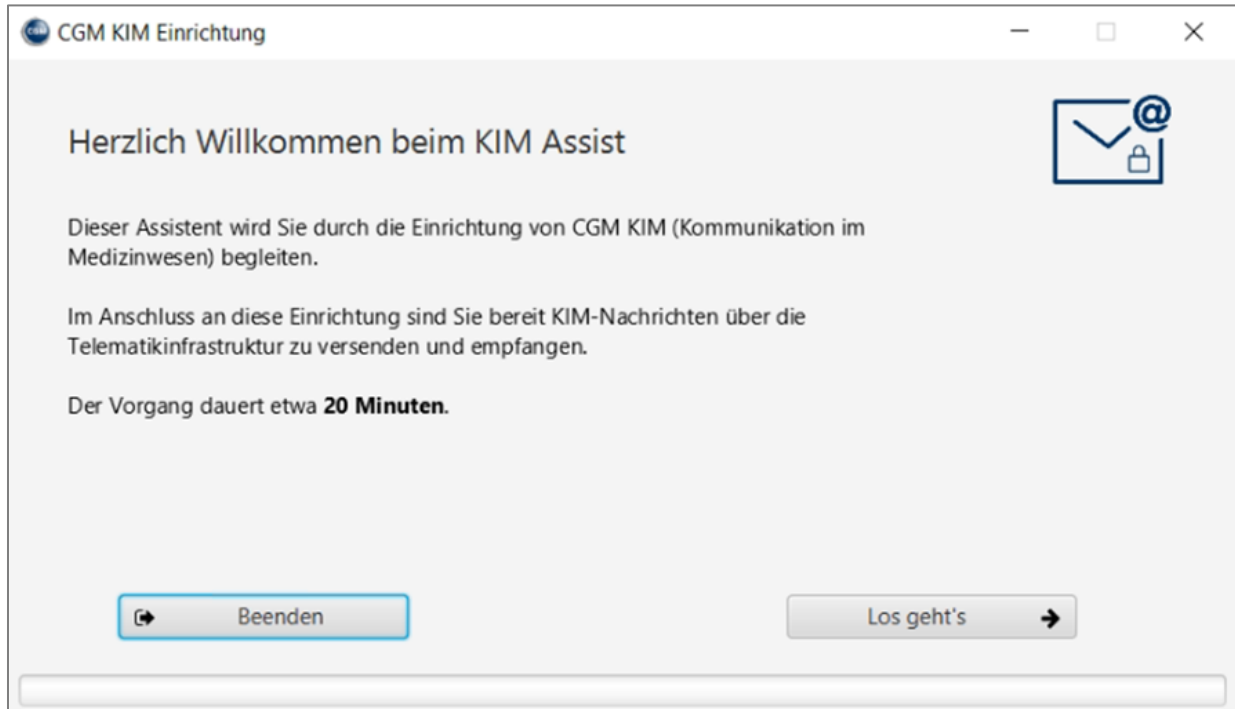 CGM KIM Einrichtung
Herzlich Willkommen beim KIM Assist
Dieser Assistent wird Sie durch die Einrichtung von CGM KIM (Kommunikation im
Medizinwesen) begleiten.
Im Anschluss an diese Einrichtung sind Sie bereit KIM-Nachrichten über die
Telematikinfrastruktur zu versenden und empfangen.
Der Vorgang dauert etwa 20 Minuten.
Beenden
Los geht's